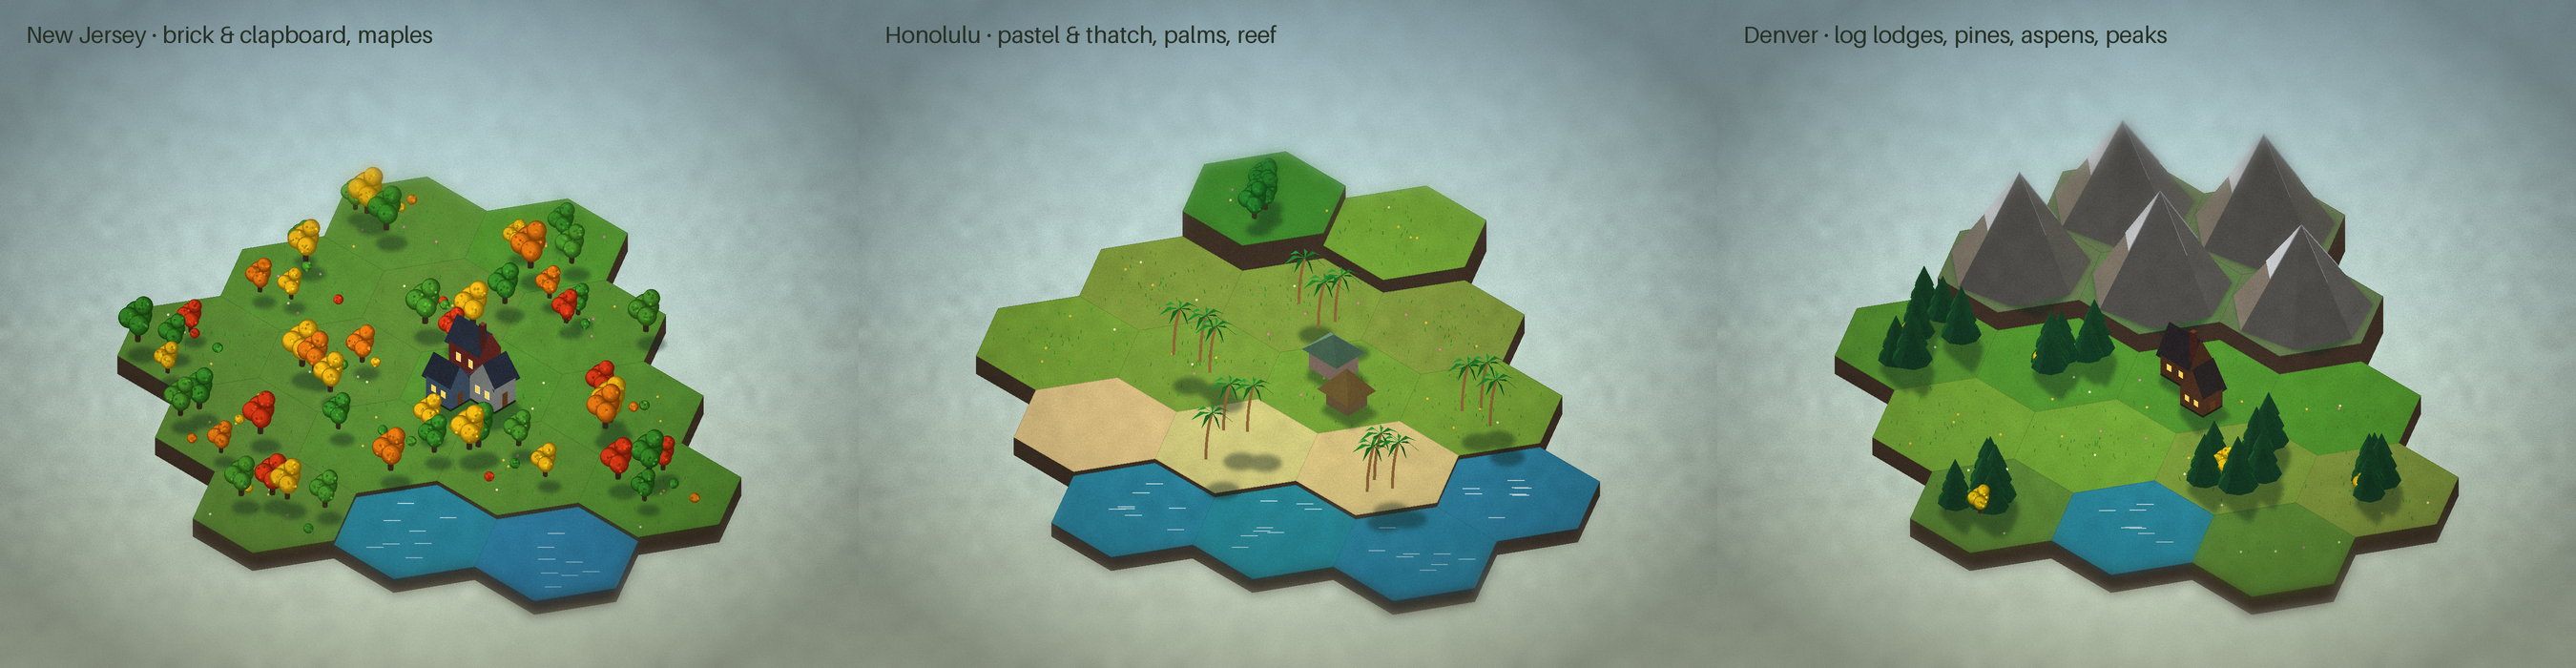 New Jersey · brick & clapboard, maples
Honolulu · pastel & thatch, palms, reef
Denver · log lodges, pines, aspens, peaks